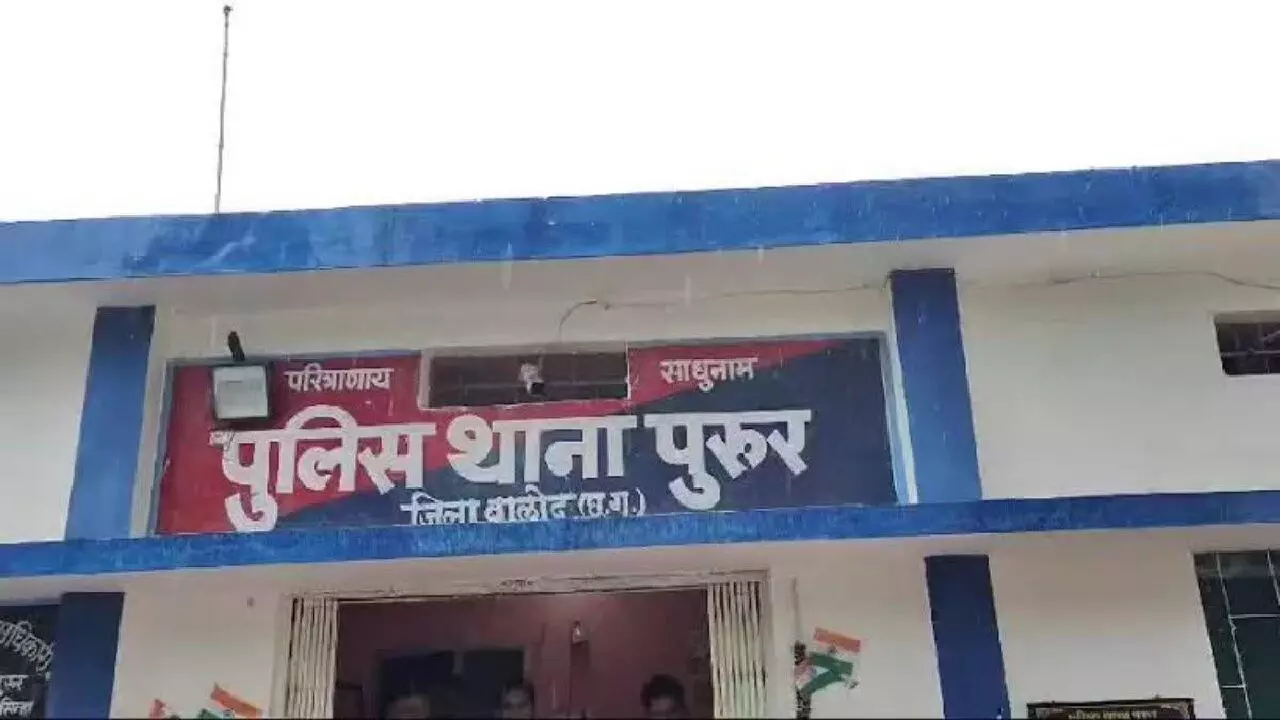 परित्राणाय साधुनाम
पुलिस थाना पुरुर
जिला बालोद (छ.ग.)